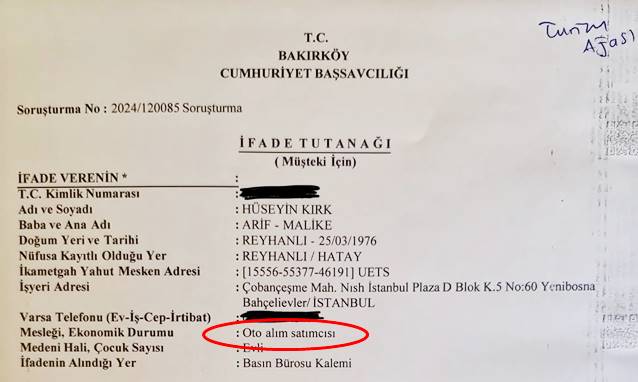 Turizm
Ajası
T.C.
BAKIRKÖY
CUMHURİYET BAŞSAVCILIĞI
Soruşturma No : 2024/120085 Soruşturma
İFADE TUTANAĞI
( Müşteki İçin)
İFADE VERENİN * :
T.C. Kimlik Numarası :
Adı ve Soyadı : HÜSEYİN KIRK
Baba ve Ana Adı : ARİF - MALİKE
Doğum Yeri ve Tarihi : REYHANLI - 25/03/1976
Nüfusa Kayıtlı Olduğu Yer : REYHANLI / HATAY
İkametgah Yahut Mesken Adresi : [15556-55377-46191] UETS
İşyeri Adresi : Çobançeşme Mah. Nısh İstanbul Plaza D Blok K.5 No:60 Yenibosna
Bahçelievler/ İSTANBUL
Varsa Telefonu (Ev-İş-Cep-İrtibat) :
Mesleği, Ekonomik Durumu : Oto alım satımcısı
Medeni Hali, Çocuk Sayısı : Evli
İfadenin Alındığı Yer : Basın Bürosu Kalemi